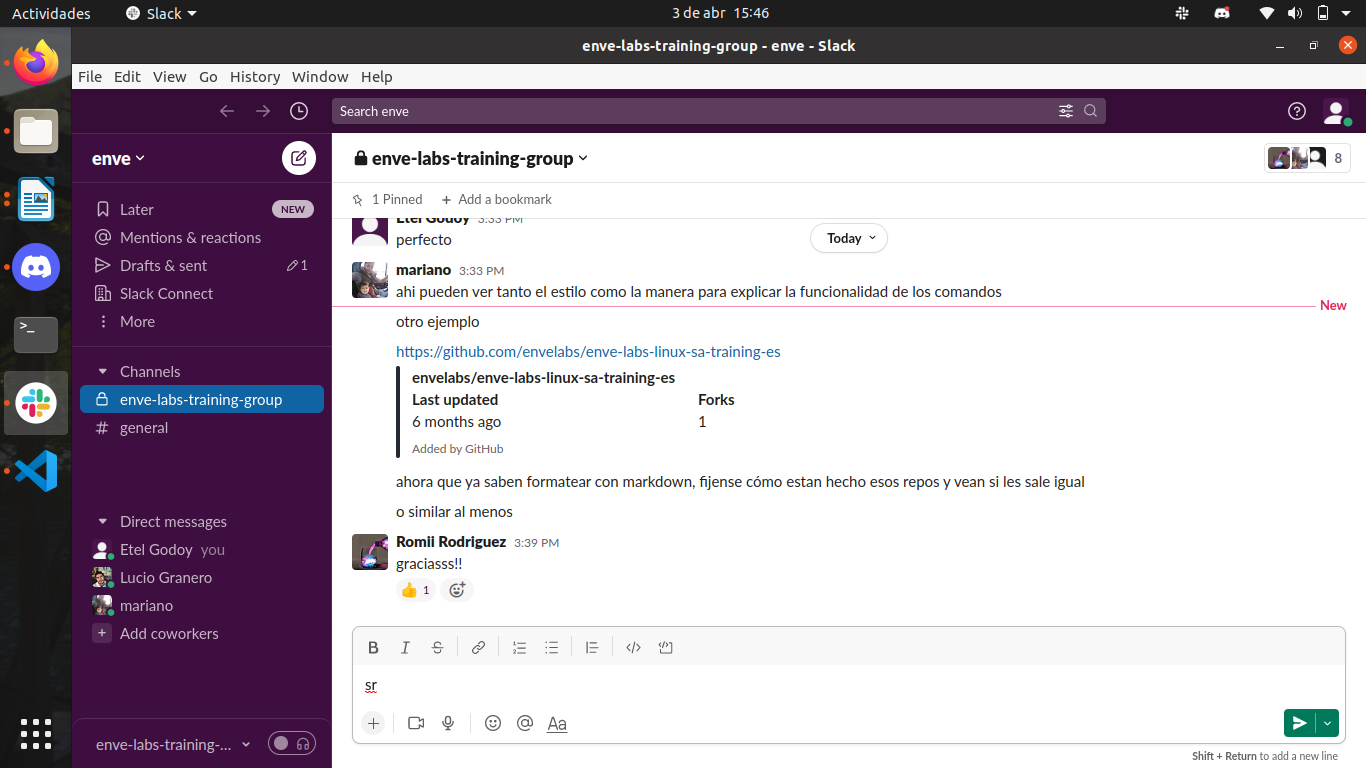 Actividades
Slack
3 de abr 15:46
enve-labs-training-group - enve - Slack
File Edit View Go History Window Help
Search enve
enve
enve-labs-training-group
8
1 Pinned
Add a bookmark
Later
NEW
Mentions & reactions
Drafts & sent
1
Slack Connect
More
Channels
enve-labs-training-group
general
Direct messages
Etel Godoy you
Lucio Granero
mariano
Add coworkers
enve-labs-training-...
Etel Godoy 3:33 PM
perfecto
Today
mariano 3:33 PM
ahi pueden ver tanto el estilo como la manera para explicar la funcionalidad de los comandos
New
otro ejemplo
https://github.com/envelabs/enve-labs-linux-sa-training-es
envelabs/enve-labs-linux-sa-training-es
Last updated Forks
6 months ago 1
Added by GitHub
ahora que ya saben formatear con markdown, fijense cómo estan hecho esos repos y vean si les sale igual
o similar al menos
Romii Rodriguez 3:39 PM
graciasss!!
1
sr
Aa
Shift + Return to add a new line